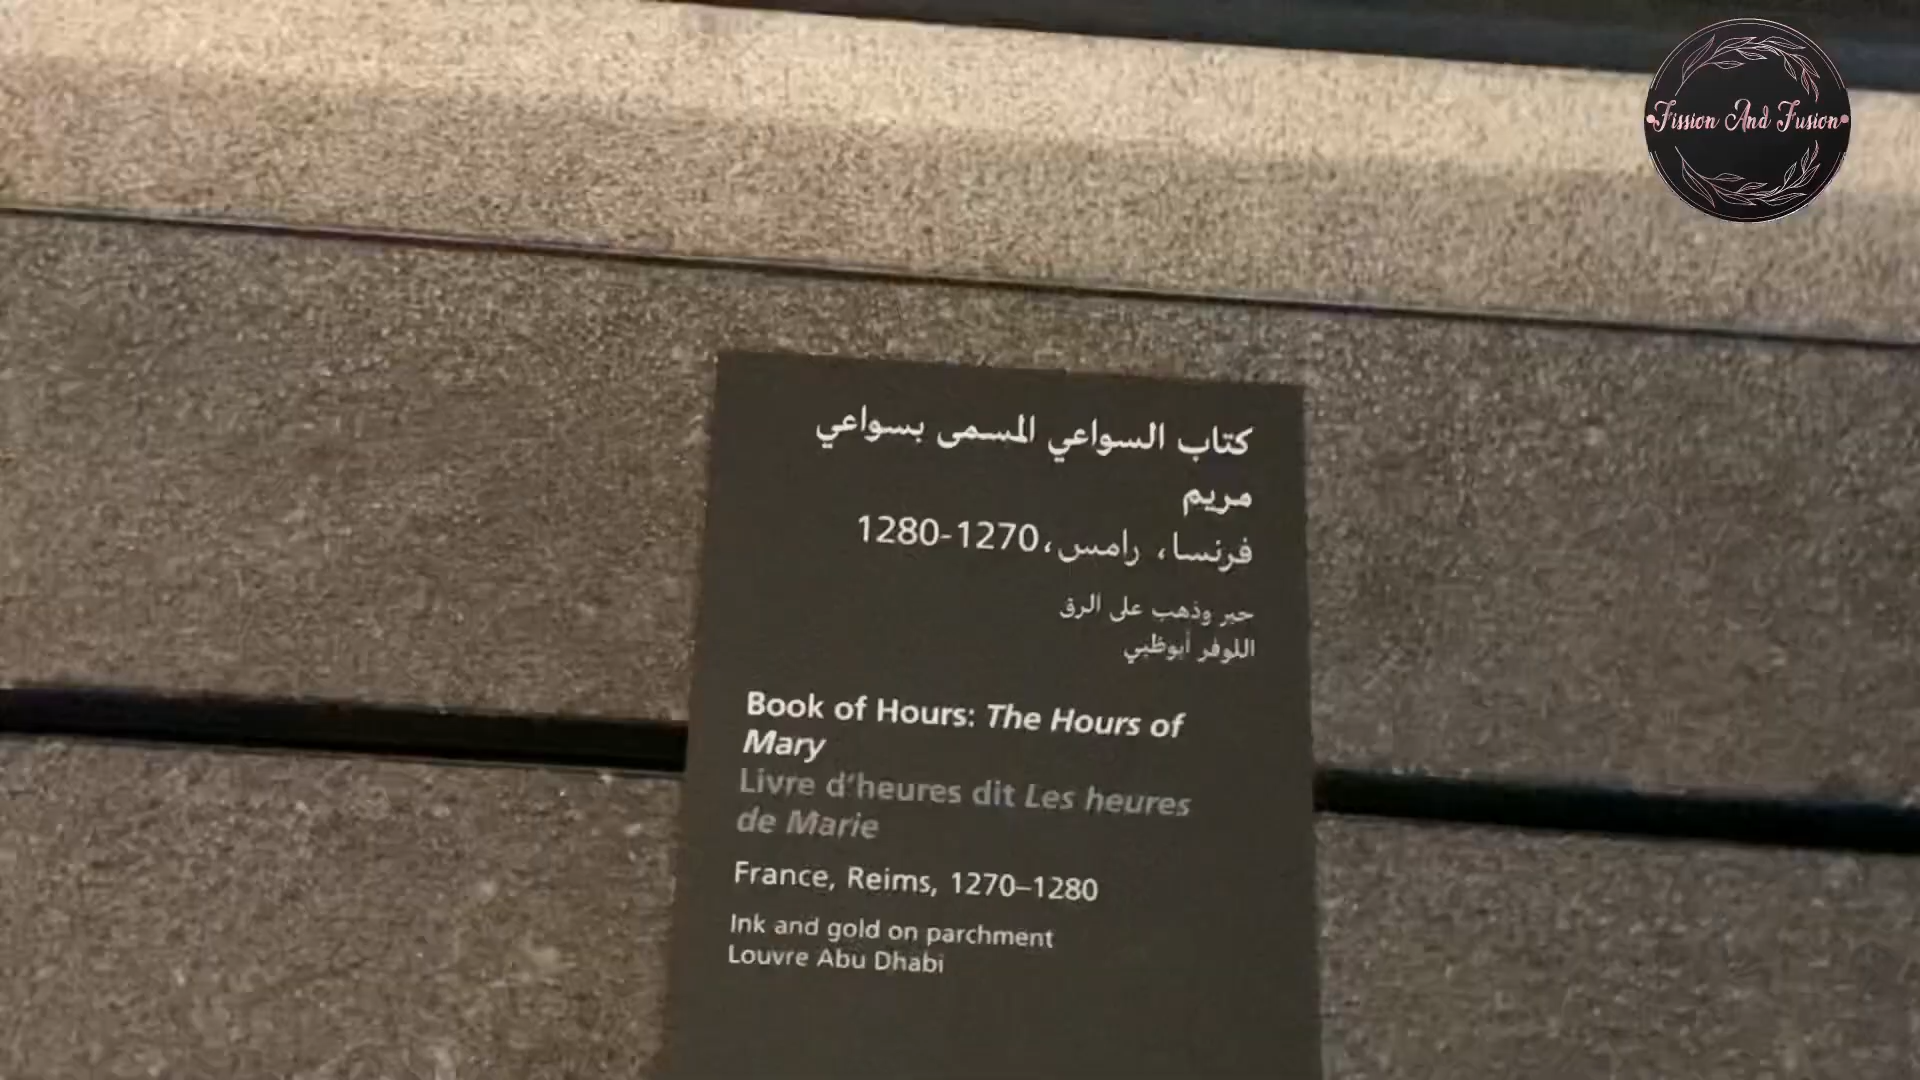 Fission And Fusion
كتاب السواعي المسمى بسواعي
مريم
فرنسا، رامس، 1270-1280
حبر وذهب على الرق
اللوفر أبوظبي
Book of Hours: The Hours of
Mary
Livre d'heures dit Les heures
de Marie
France, Reims, 1270–1280
Ink and gold on parchment
Louvre Abu Dhabi